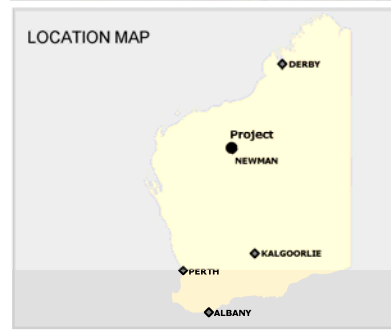 LOCATION MAP
DERBY
Project
NEWMAN
KALGOORLIE
PERTH
ALBANY